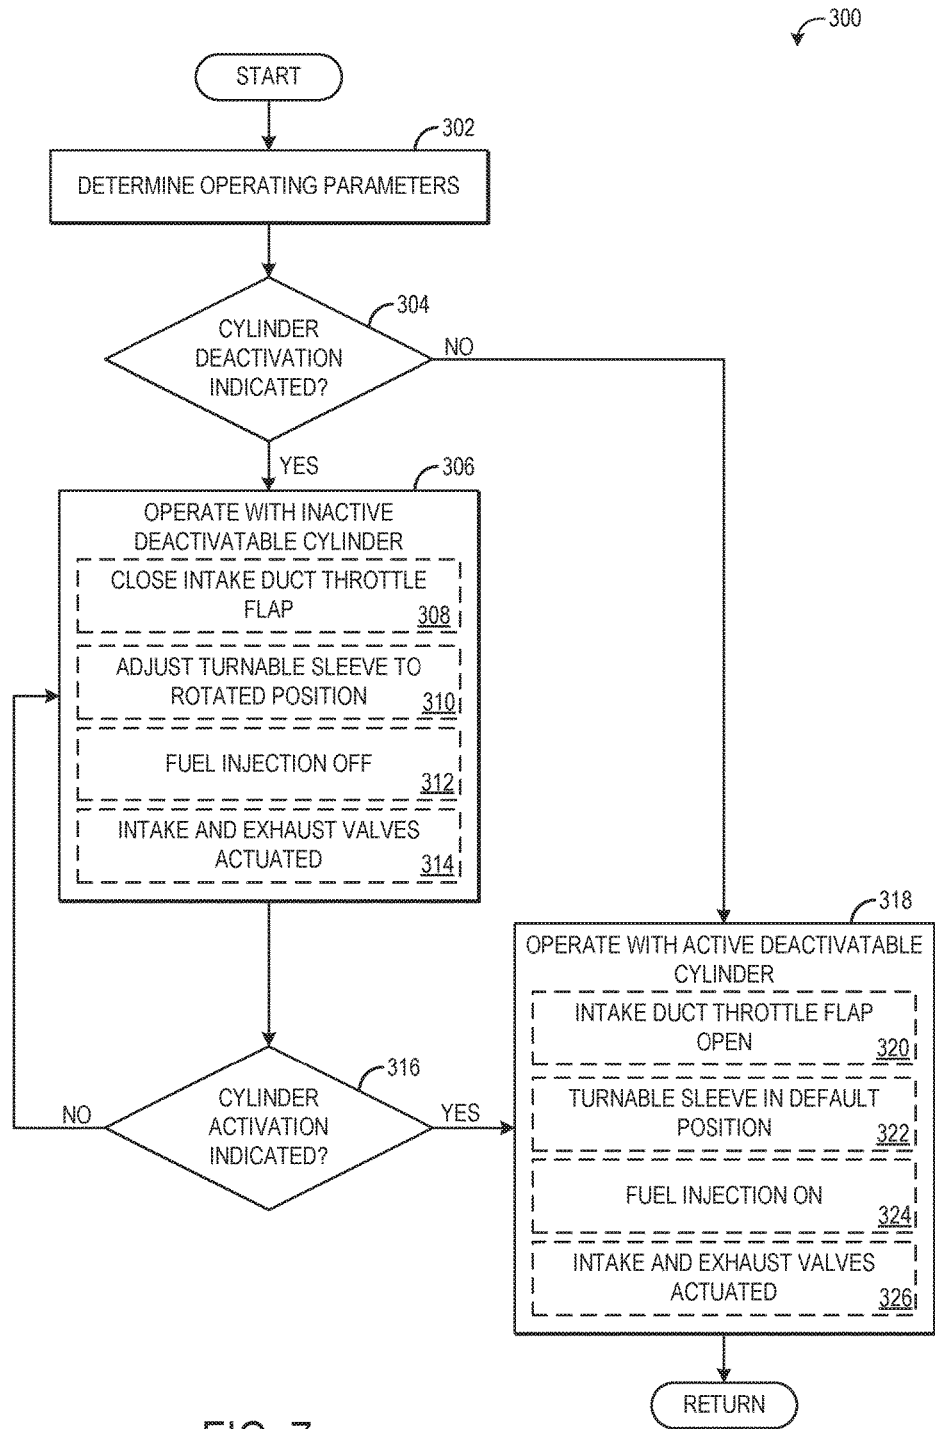 300
START
302
DETERMINE OPERATING PARAMETERS
304
CYLINDER
DEACTIVATION
INDICATED?
NO
YES
306
OPERATE WITH INACTIVE
DEACTIVATABLE CYLINDER
CLOSE INTAKE DUCT THROTTLE
FLAP
308
ADJUST TURNABLE SLEEVE TO
ROTATED POSITION
310
FUEL INJECTION OFF
312
INTAKE AND EXHAUST VALVES
ACTUATED
314
316
CYLINDER
ACTIVATION
INDICATED?
NO
YES
318
OPERATE WITH ACTIVE DEACTIVATABLE
CYLINDER
INTAKE DUCT THROTTLE FLAP
OPEN
320
TURNABLE SLEEVE IN DEFAULT
POSITION
322
FUEL INJECTION ON
324
INTAKE AND EXHAUST VALVES
ACTUATED
326
RETURN